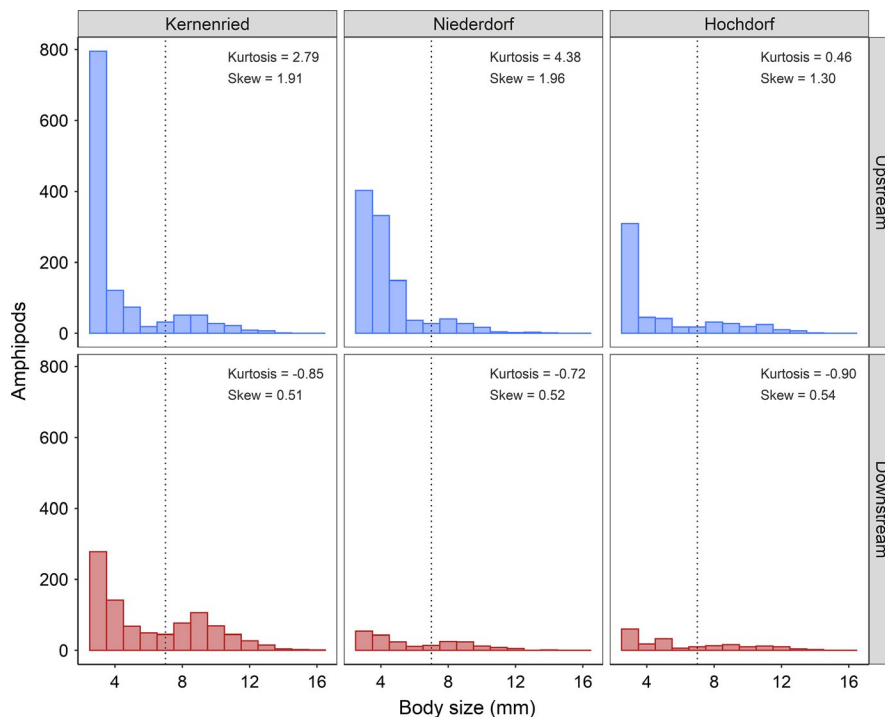 Kernenried
Niederdorf
Hochdorf
Kurtosis = 2.79
Skew = 1.91
Kurtosis = 4.38
Skew = 1.96
Kurtosis = 0.46
Skew = 1.30
Upstream
800
600
400
200
0
Amphipods
Kurtosis = -0.85
Skew = 0.51
Kurtosis = -0.72
Skew = 0.52
Kurtosis = -0.90
Skew = 0.54
Downstream
800
600
400
200
0
4 8 12 16
4 8 12 16
4 8 12 16
Body size (mm)